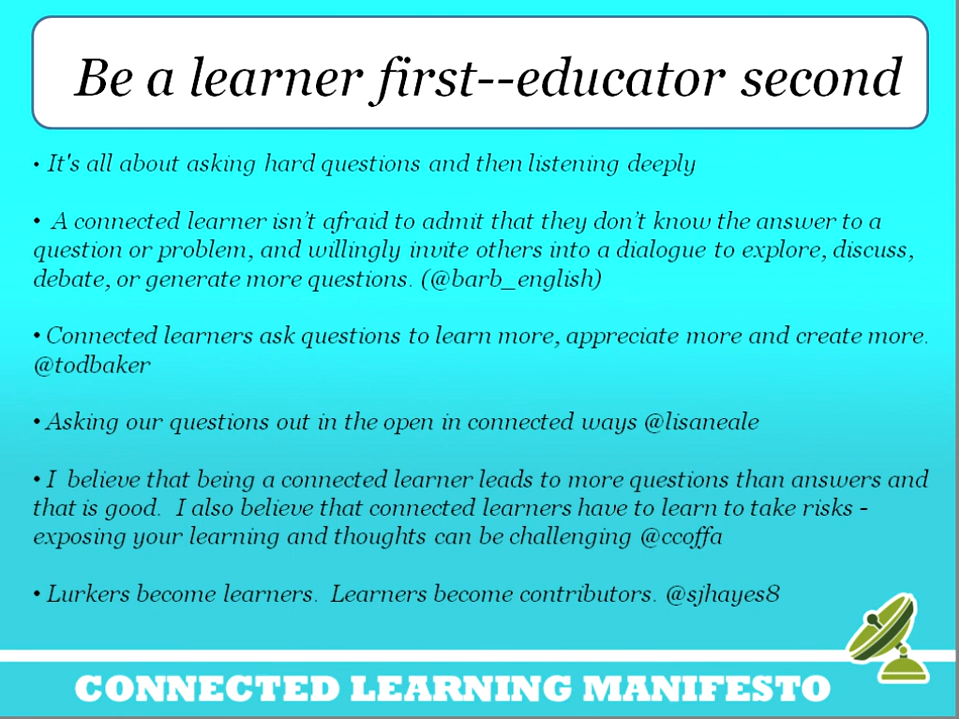 Be a learner first--educator second
• It's all about asking hard questions and then listening deeply
• A connected learner isn't afraid to admit that they don't know the answer to a
question or problem, and willingly invite others into a dialogue to explore, discuss,
debate, or generate more questions. (@barb_english)
• Connected learners ask questions to learn more, appreciate more and create more.
@todbaker
• Asking our questions out in the open in connected ways @lisaneale
• I  believe that being a connected learner leads to more questions than answers and
that is good.  I also believe that connected learners have to learn to take risks -
exposing your learning and thoughts can be challenging @ccoffa
• Lurkers become learners.  Learners become contributors. @sjhayes8
CONNECTED LEARNING MANIFESTO